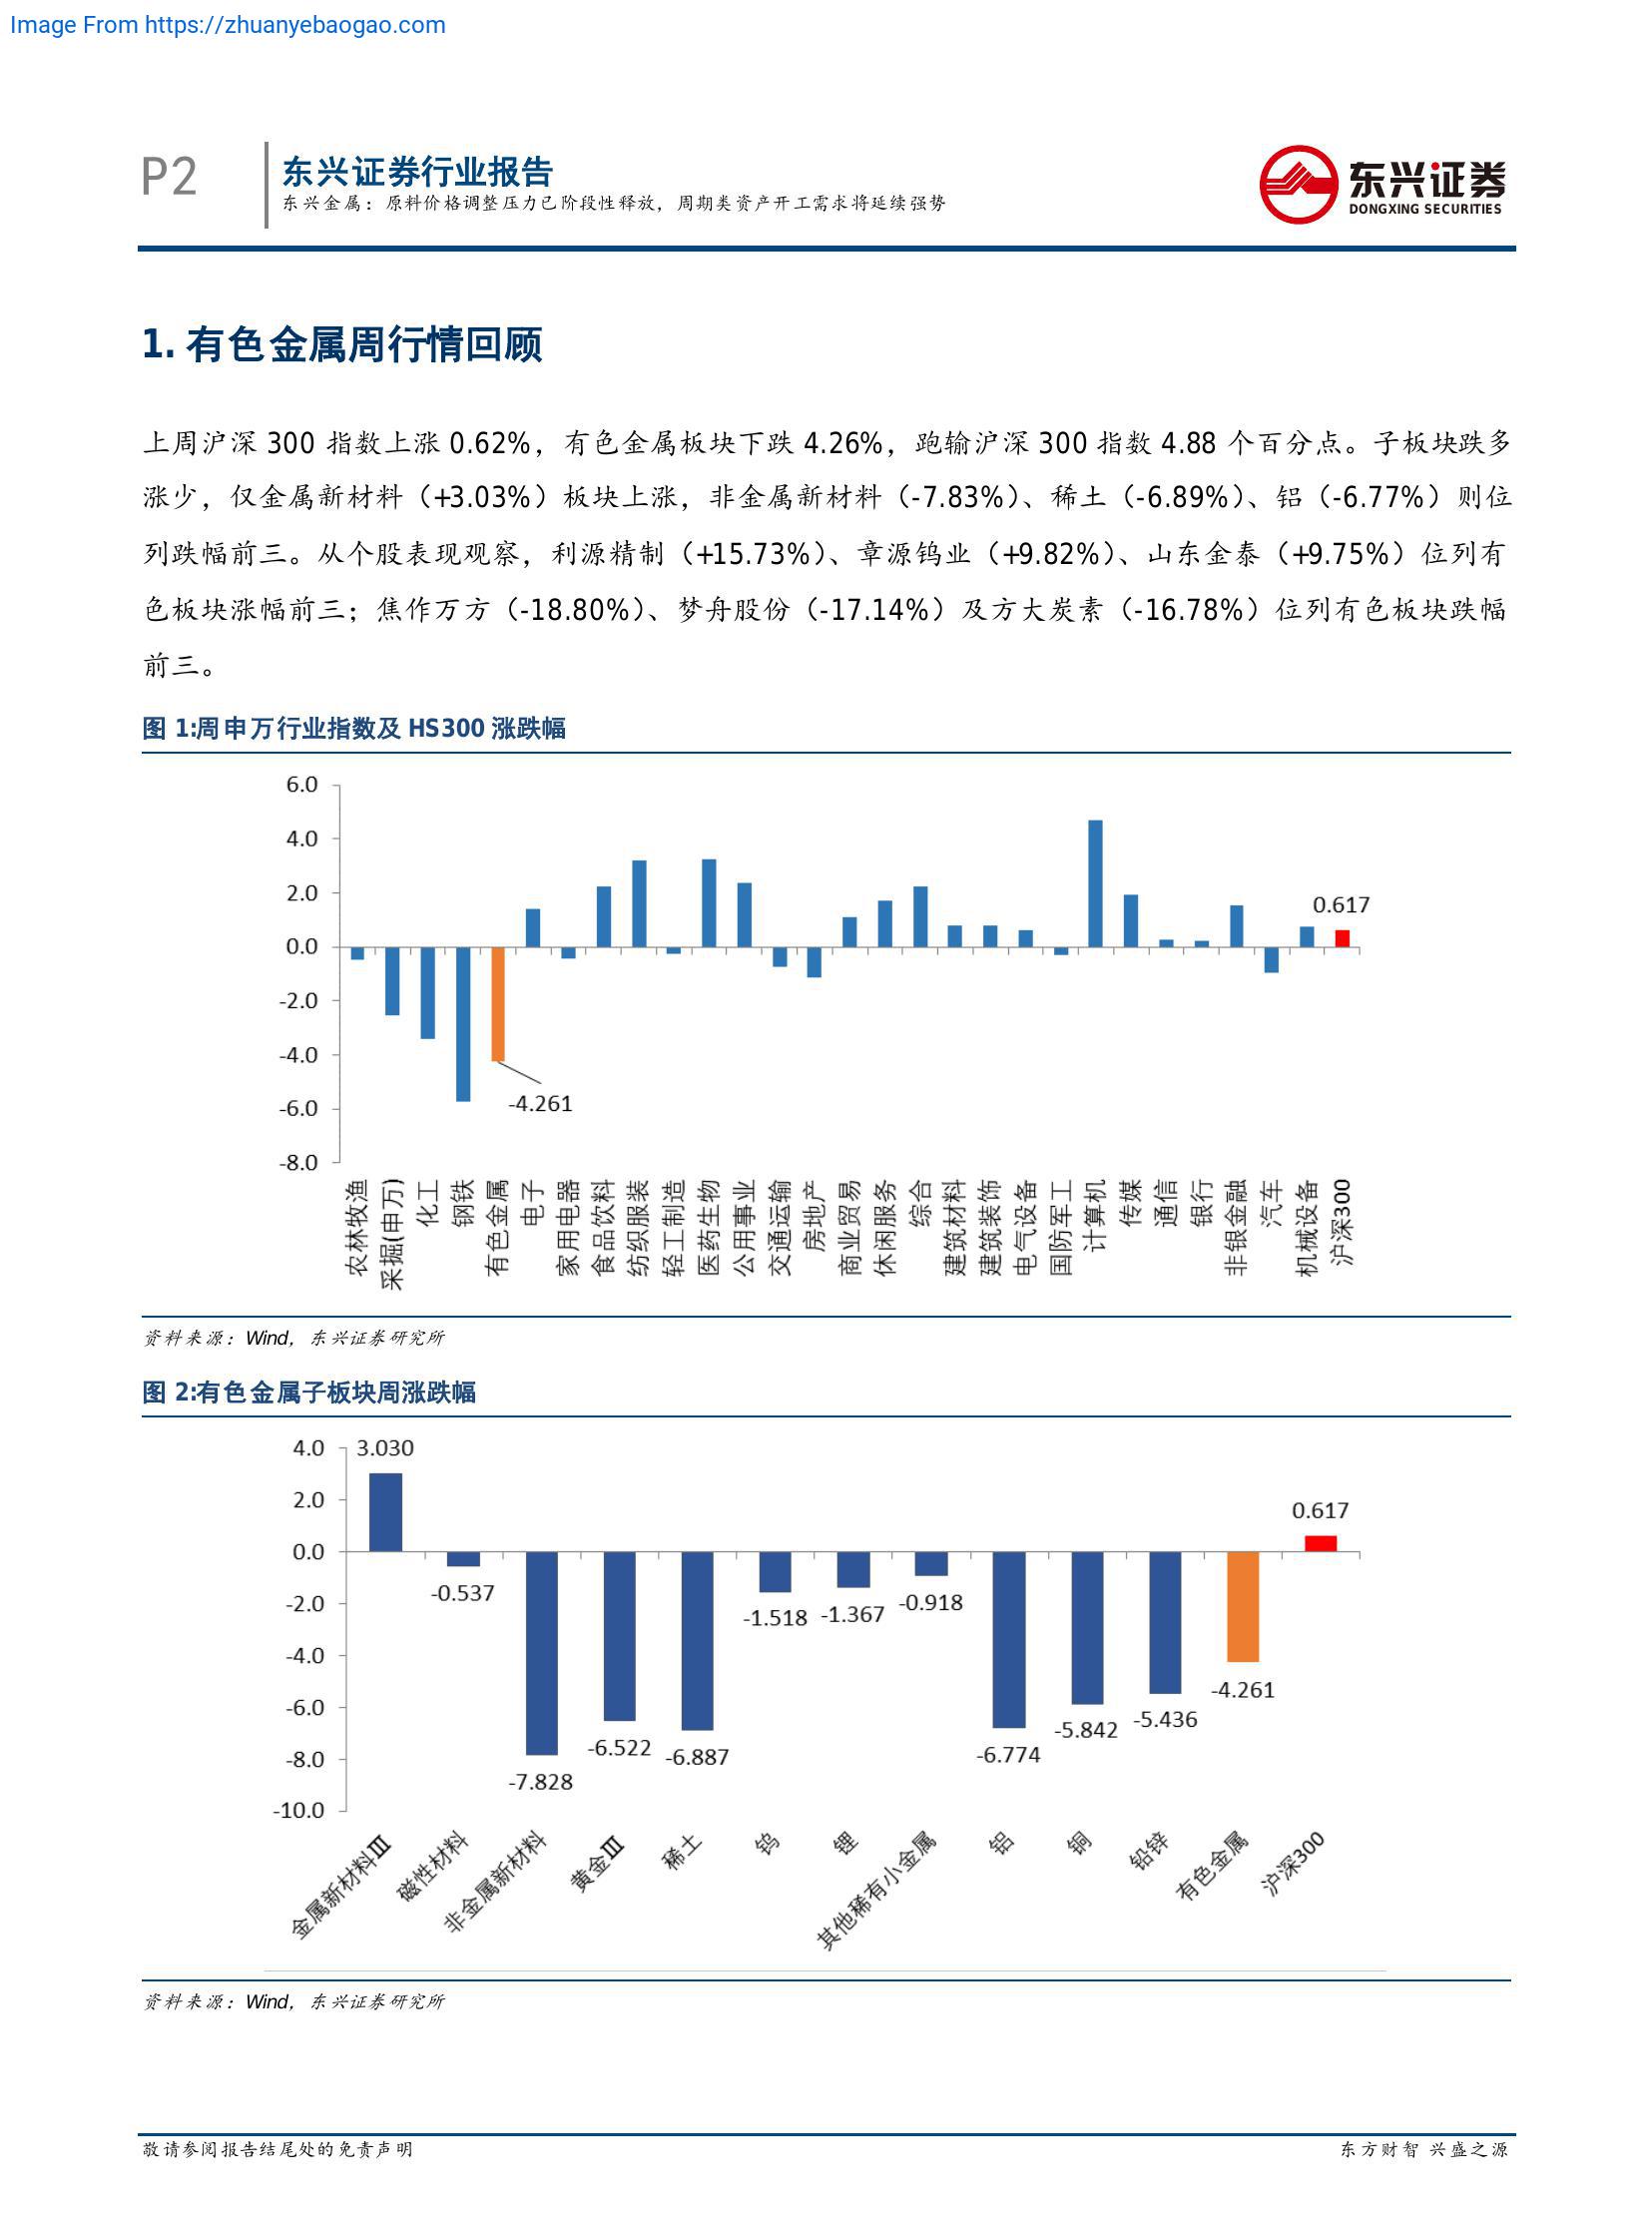 Image From https://zhuanyebaogao.com
P2
东兴证券行业报告
东兴金属：原料价格调整压力已阶段性释放，周期类资产开工需求将延续强势
东兴证券
DONGXING SECURITIES
1. 有色金属周行情回顾
上周沪深 300 指数上涨 0.62%，有色金属板块下跌 4.26%，跑输沪深 300 指数 4.88 个百分点。子板块跌多
涨少，仅金属新材料（+3.03%）板块上涨，非金属新材料（-7.83%）、稀土（-6.89%）、铝（-6.77%）则位
列跌幅前三。从个股表现观察，利源精制（+15.73%）、章源钨业（+9.82%）、山东金泰（+9.75%）位列有
色板块涨幅前三；焦作万方（-18.80%）、梦舟股份（-17.14%）及方大炭素（-16.78%）位列有色板块跌幅
前三。
图 1:周申万行业指数及 HS300 涨跌幅
6.0
4.0
2.0
0.0
-2.0
-4.0
-6.0
-8.0
0.617
-4.261
农林牧渔
采掘(申万)
化工
钢铁
有色金属
电子
家用电器
食品饮料
纺织服装
轻工制造
医药生物
公用事业
交通运输
房地产
商业贸易
休闲服务
综合
建筑材料
建筑装饰
电气设备
国防军工
计算机
传媒
通信
银行
非银金融
汽车
机械设备
沪深300
资料来源：Wind，东兴证券研究所
图 2:有色金属子板块周涨跌幅
4.0
2.0
0.0
-2.0
-4.0
-6.0
-8.0
-10.0
3.030
-0.537
-7.828
-6.522
-6.887
-1.518
-1.367
-0.918
-6.774
-5.842
-5.436
-4.261
0.617
金属新材料Ⅲ
磁性材料
非金属新材料
黄金Ⅲ
稀土
钨
锂
其他稀有小金属
铝
铜
铅锌
有色金属
沪深300
资料来源：Wind，东兴证券研究所
敬请参阅报告结尾处的免责声明
东方财智 兴盛之源